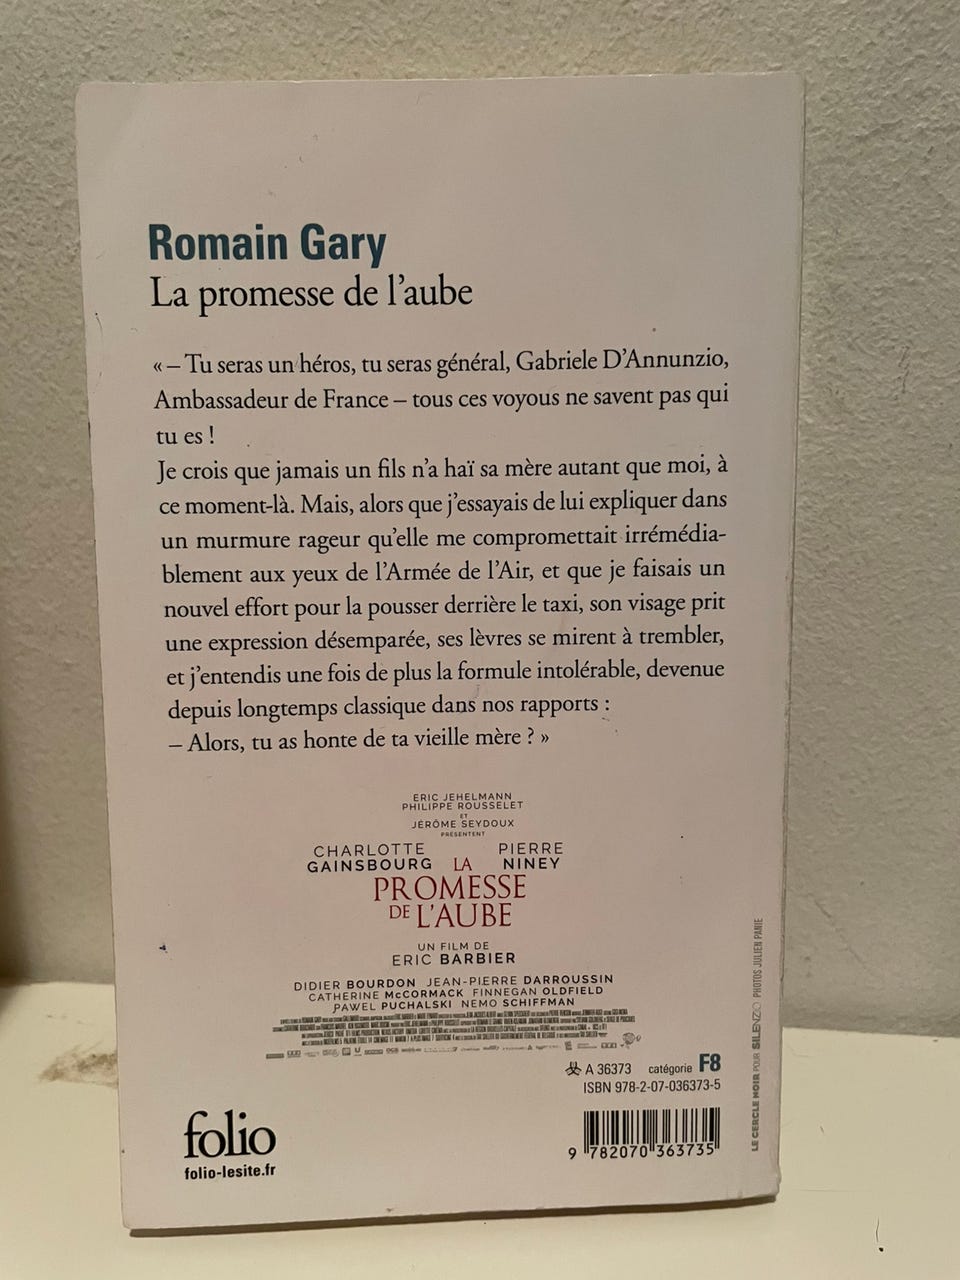 Romain Gary
La promesse de l'aube
« – Tu seras un héros, tu seras général, Gabriele D'Annunzio,
Ambassadeur de France – tous ces voyous ne savent pas qui
tu es !
Je crois que jamais un fils n'a haï sa mère autant que moi, à
ce moment-là. Mais, alors que j'essayais de lui expliquer dans
un murmure rageur qu'elle me compromettait irrémédia-
blement aux yeux de l'Armée de l'Air, et que je faisais un
nouvel effort pour la pousser derrière le taxi, son visage prit
une expression désemparée, ses lèvres se mirent à trembler,
et j'entendis une fois de plus la formule intolérable, devenue
depuis longtemps classique dans nos rapports :
– Alors, tu as honte de ta vieille mère ? »
ERIC JEHELMANN
PHILIPPE ROUSSELET
ET
JÉRÔME SEYDOUX
PRÉSENTENT
CHARLOTTE PIERRE
GAINSBOURG LA NINEY
PROMESSE
DE L'AUBE
UN FILM DE
ERIC BARBIER
DIDIER BOURDON JEAN-PIERRE DARROUSSIN
CATHERINE McCORMACK FINNEGAN OLDFIELD
PAWEL PUCHALSKI NEMO SCHIFFMAN
A 36373 catégorie F8
ISBN 978-2-07-036373-5
9 782070 363735
folio
folio-lesite.fr
LE CERCLE NOIR POUR SILENZO PHOTOS JULIEN PANIE